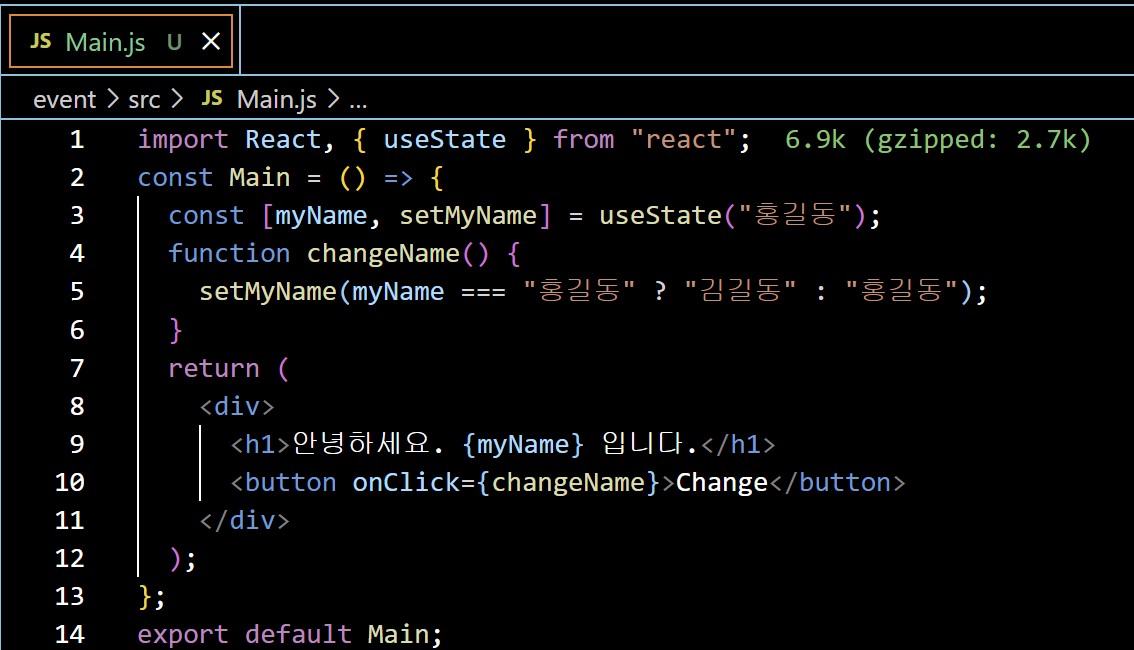 JS Main.js U ×
event > src > JS Main.js > ...
1 import React, { useState } from "react"; 6.9k (gzipped: 2.7k)
2 const Main = () => {
3 const [myName, setMyName] = useState("홍길동");
4 function changeName() {
5 setMyName(myName === "홍길동" ? "김길동" : "홍길동");
6 }
7 return (
8 <div>
9 <h1>안녕하세요. {myName} 입니다.</h1>
10 <button onClick={changeName}>Change</button>
11 </div>
12 );
13 };
14 export default Main;